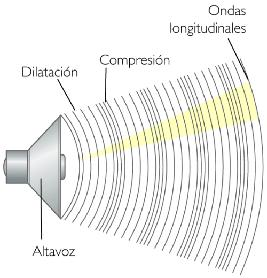 Ondas
longitudinales
Compresión
Dilatación
Altavoz